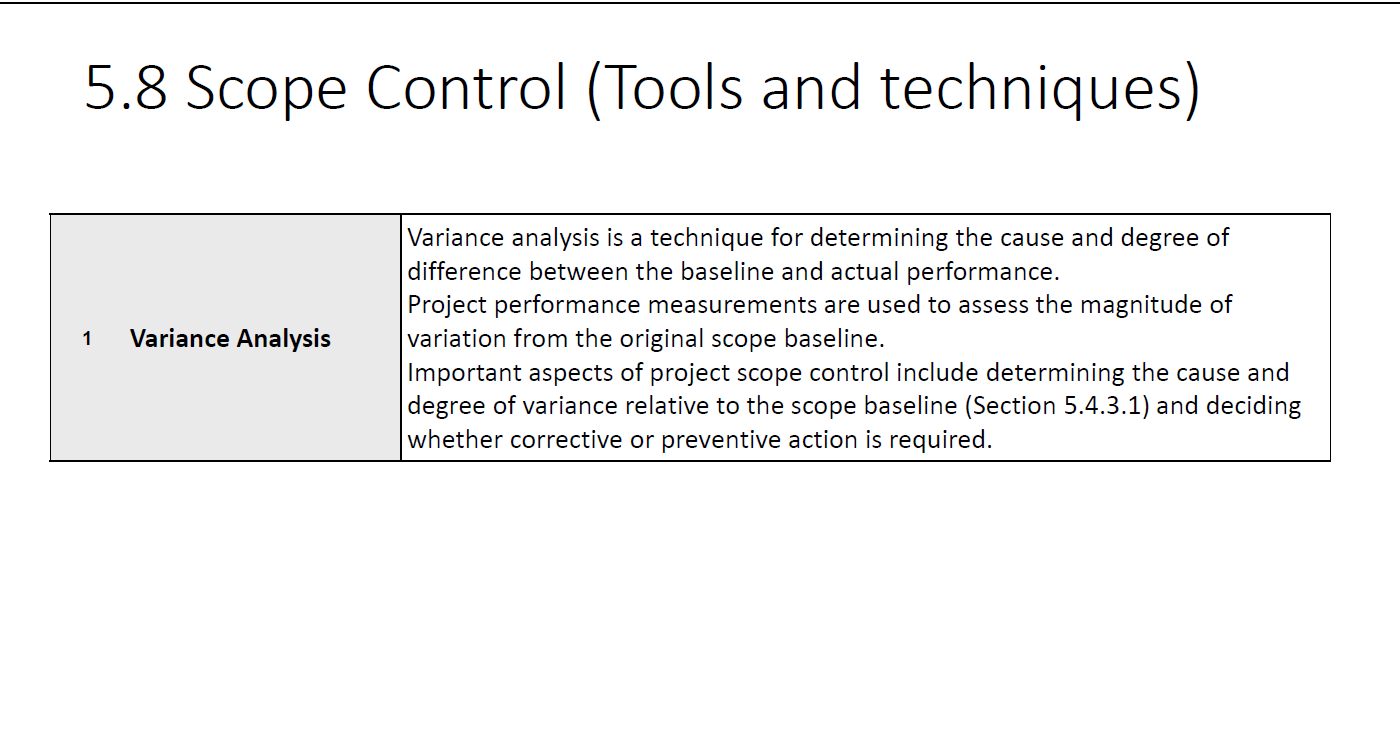 5.8 Scope Control (Tools and techniques)
1 Variance Analysis
Variance analysis is a technique for determining the cause and degree of
difference between the baseline and actual performance.
Project performance measurements are used to assess the magnitude of
variation from the original scope baseline.
Important aspects of project scope control include determining the cause and
degree of variance relative to the scope baseline (Section 5.4.3.1) and deciding
whether corrective or preventive action is required.